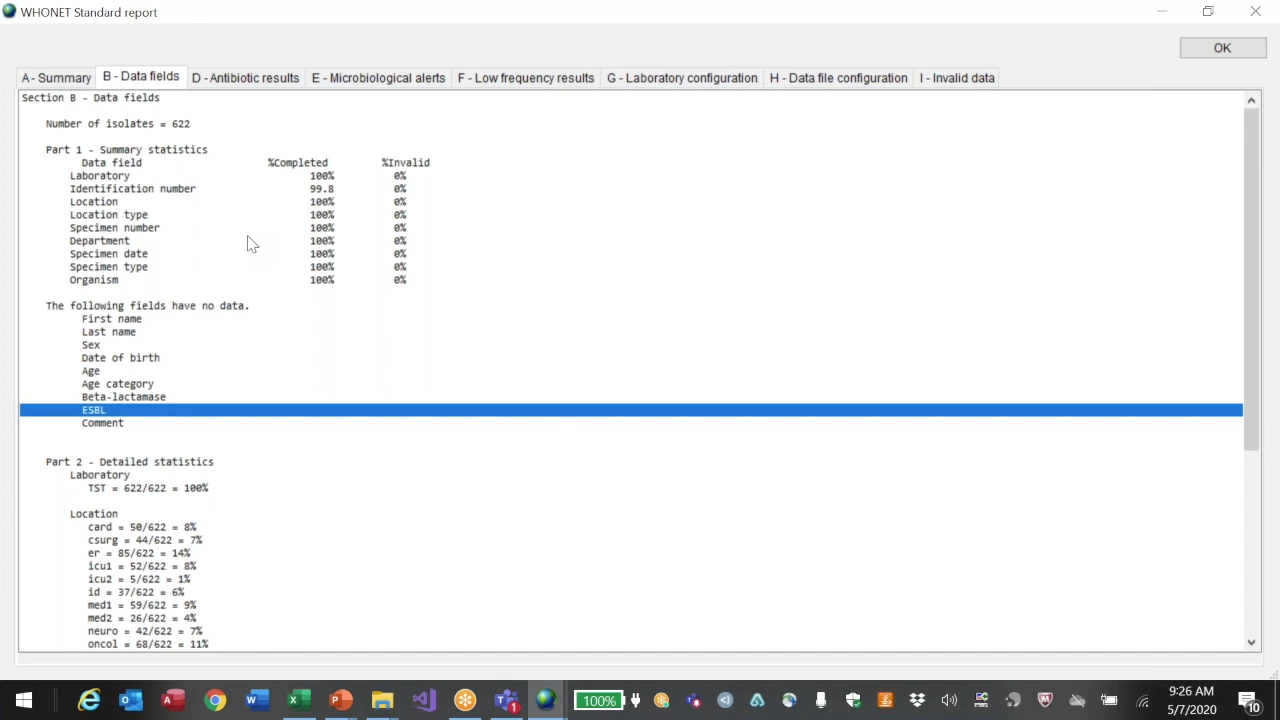 WHONET Standard report
OK
A - Summary B - Data fields D - Antibiotic results E - Microbiological alerts F - Low frequency results G - Laboratory configuration H - Data file configuration I - Invalid data
Section B - Data fields
Number of isolates = 622
Part 1 - Summary statistics
Data field %Completed %Invalid
Laboratory 100% 0%
Identification number 99.8 0%
Location 100% 0%
Location type 100% 0%
Specimen number 100% 0%
Department 100% 0%
Specimen date 100% 0%
Specimen type 100% 0%
Organism 100% 0%
The following fields have no data.
First name
Last name
Sex
Date of birth
Age
Age category
Beta-lactamase
ESBL
Comment
Part 2 - Detailed statistics
Laboratory
TST = 622/622 = 100%
Location
card = 50/622 = 8%
csurg = 44/622 = 7%
er = 85/622 = 14%
icu1 = 52/622 = 8%
icu2 = 5/622 = 1%
id = 37/622 = 6%
med1 = 59/622 = 9%
med2 = 26/622 = 4%
neuro = 42/622 = 7%
oncol = 68/622 = 11%
100%
9:26 AM
5/7/2020
1
10